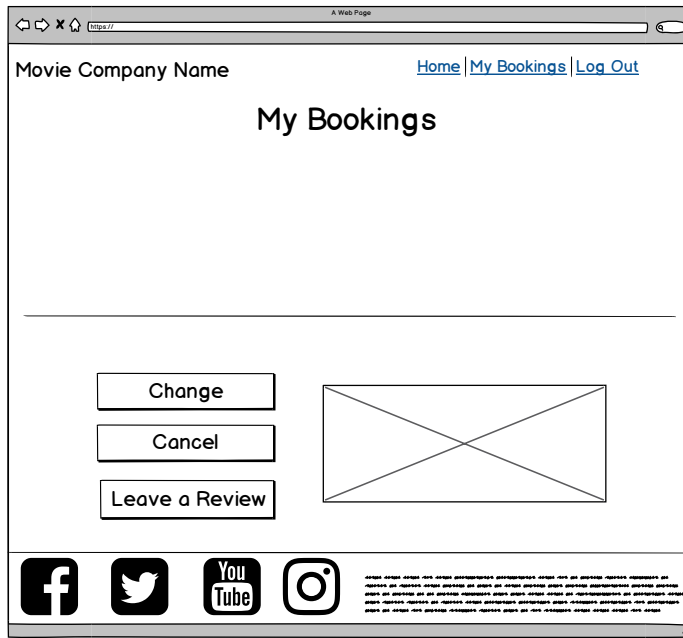 A Web Page
https://
Movie Company Name
Home My Bookings Log Out
My Bookings
Change
Cancel
Leave a Review
You
Tube